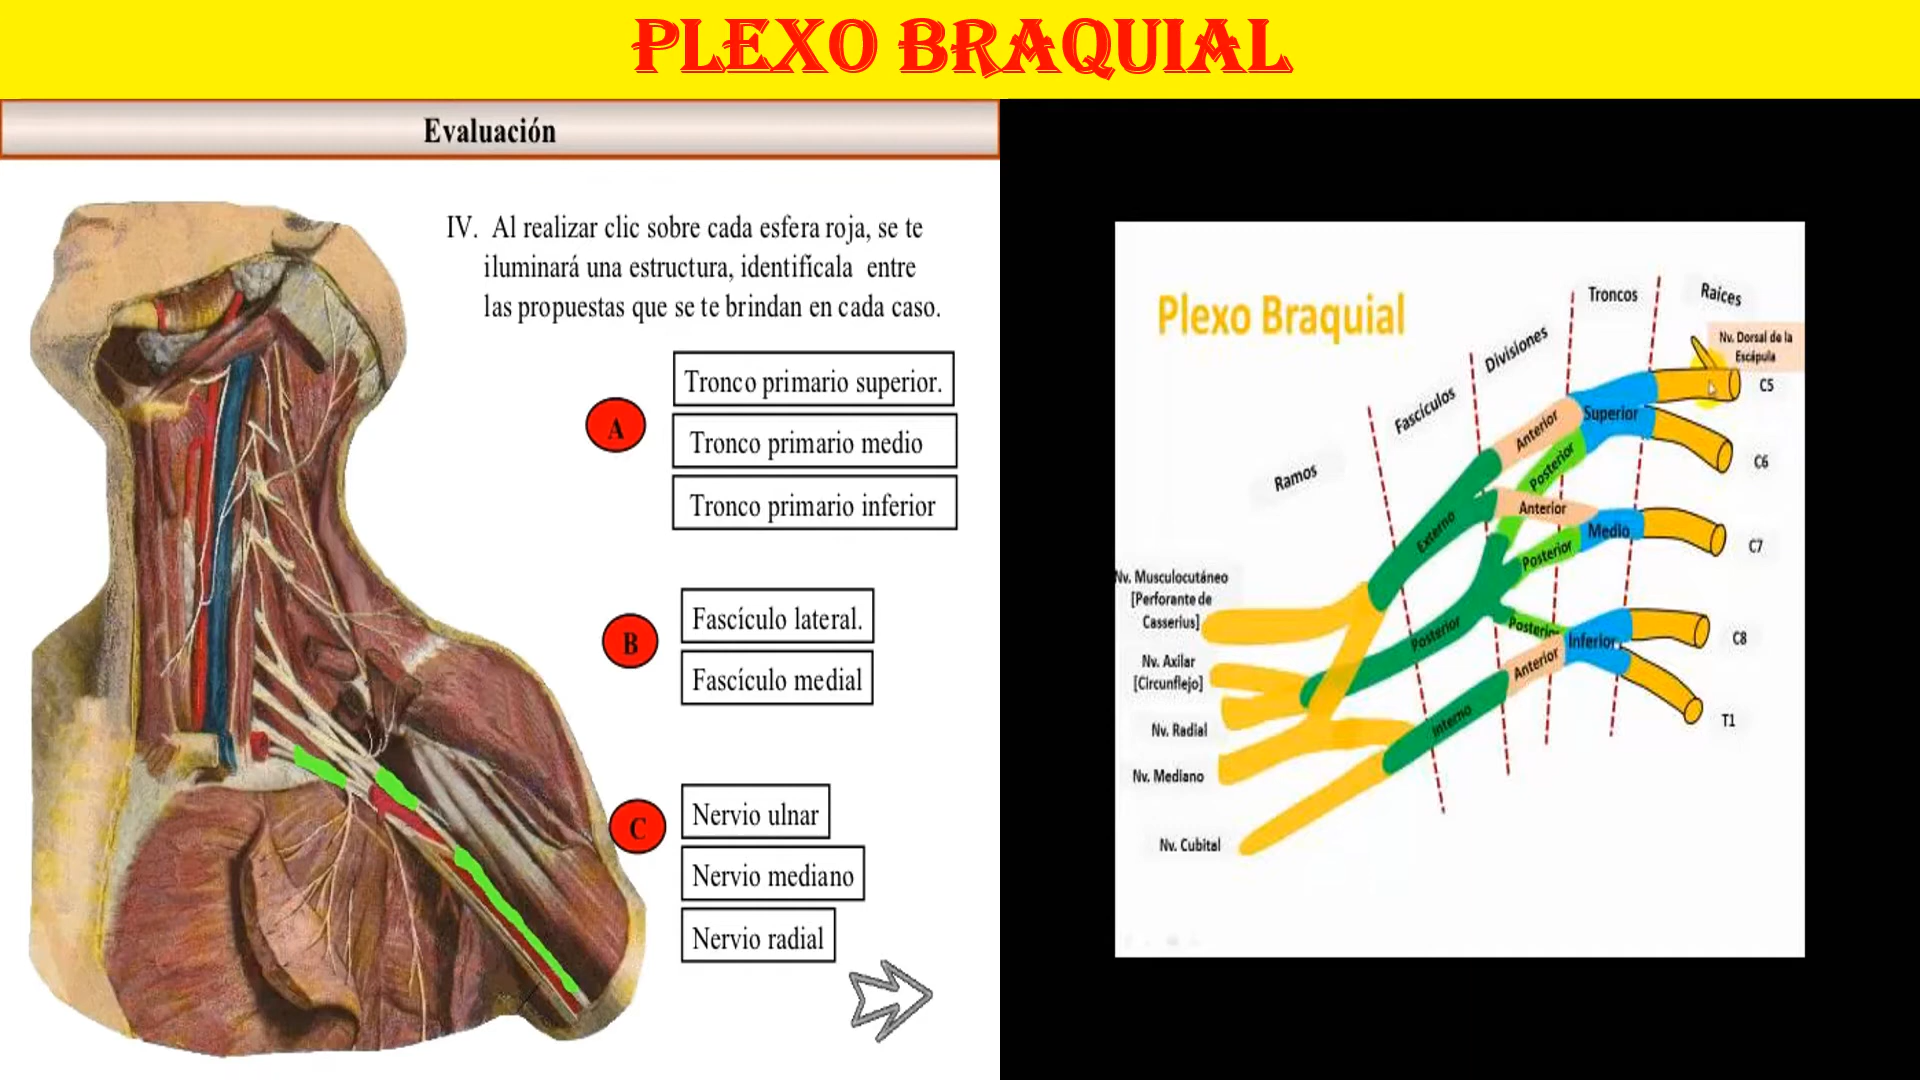 PLEXO BRAQUIAL
Evaluación
IV. Al realizar clic sobre cada esfera roja, se te
iluminará una estructura, identifícala entre
las propuestas que se te brindan en cada caso.
A
Tronco primario superior.
Tronco primario medio
Tronco primario inferior
B
Fascículo lateral.
Fascículo medial
C
Nervio ulnar
Nervio mediano
Nervio radial
Plexo Braquial
Ramos
Fascículos
Divisiones
Troncos
Raíces
Nv. Dorsal de la
Escápula
C5
C6
C7
C8
T1
Superior
Medio
Inferior
Anterior
Posterior
Anterior
Posterior
Posterior
Anterior
Externo
Posterior
Interno
Nv. Musculocutáneo
[Perforante de
Casserius]
Nv. Axilar
[Circunflejo]
Nv. Radial
Nv. Mediano
Nv. Cubital